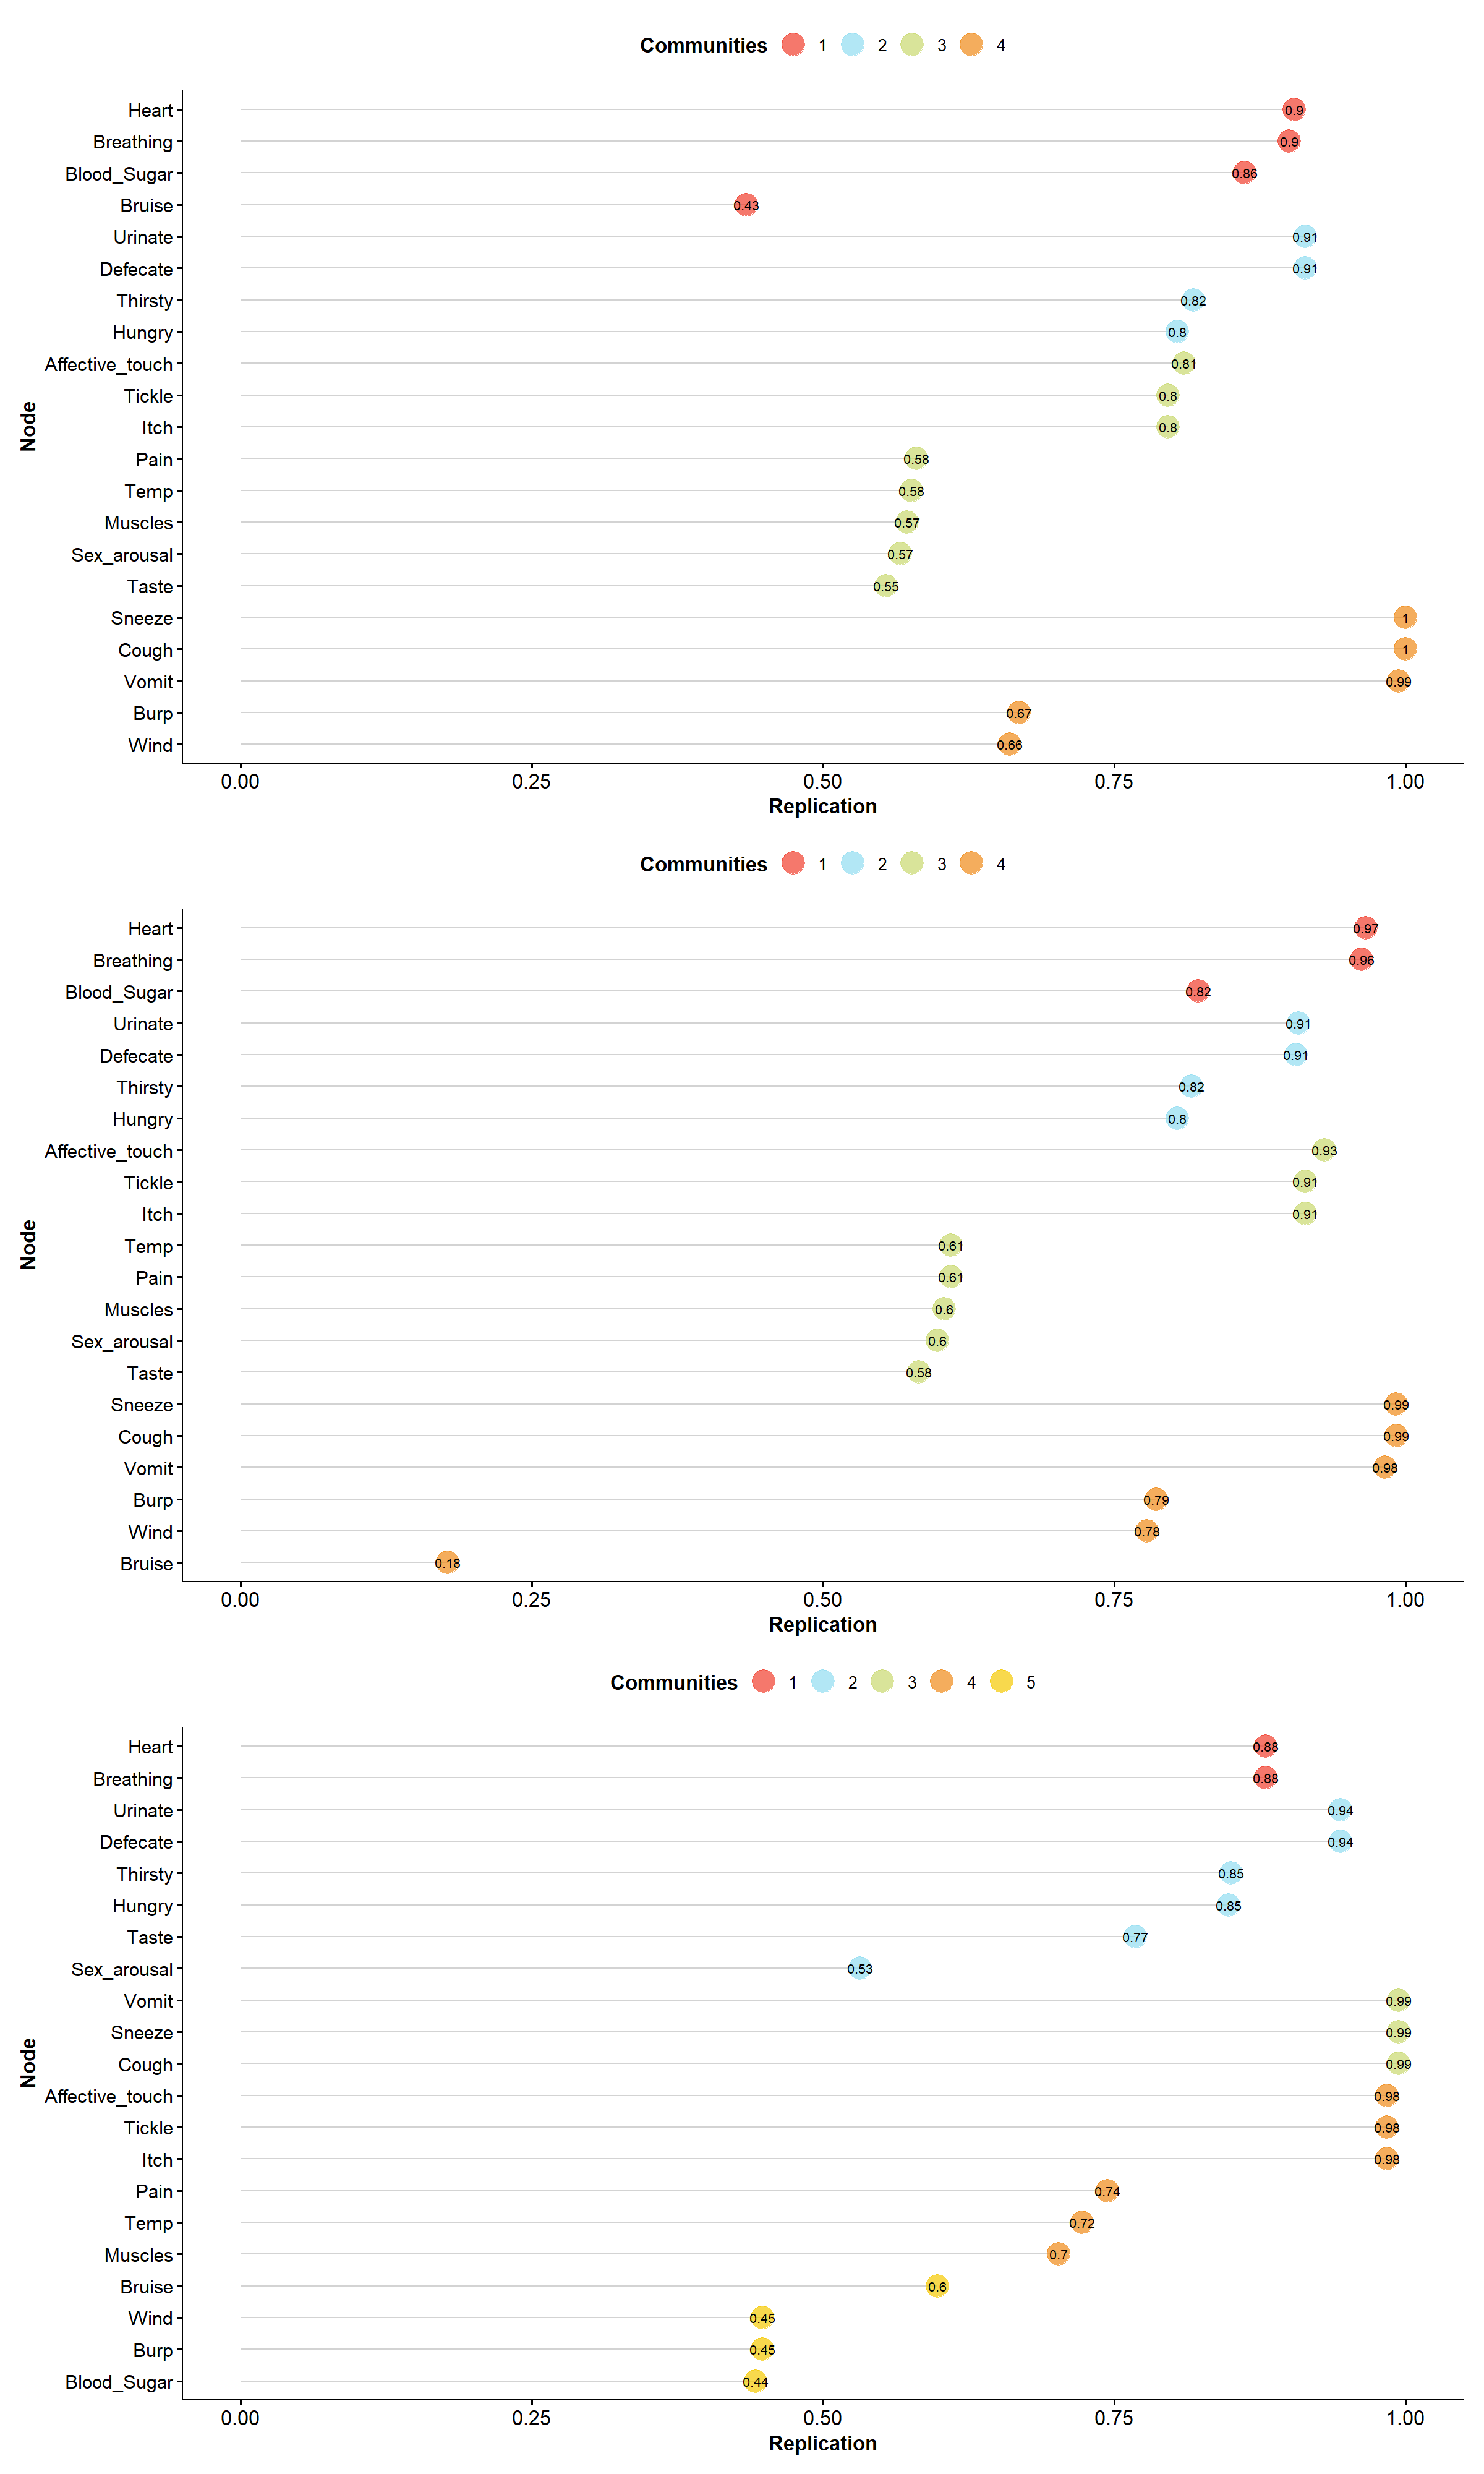 Communities 1 2 3 4
Heart 0.9
Breathing 0.9
Blood_Sugar 0.86
Bruise 0.43
Urinate 0.91
Defecate 0.91
Thirsty 0.82
Hungry 0.8
Affective_touch 0.81
Tickle 0.8
Itch 0.8
Pain 0.58
Temp 0.58
Muscles 0.57
Sex_arousal 0.57
Taste 0.55
Sneeze 1
Cough 1
Vomit 0.99
Burp 0.67
Wind 0.66
Node
0.00 0.25 0.50 0.75 1.00
Replication
Communities 1 2 3 4
Heart 0.97
Breathing 0.96
Blood_Sugar 0.82
Urinate 0.91
Defecate 0.91
Thirsty 0.82
Hungry 0.8
Affective_touch 0.93
Tickle 0.91
Itch 0.91
Temp 0.61
Pain 0.61
Muscles 0.6
Sex_arousal 0.6
Taste 0.58
Sneeze 0.99
Cough 0.99
Vomit 0.98
Burp 0.79
Wind 0.78
Bruise 0.18
Node
0.00 0.25 0.50 0.75 1.00
Replication
Communities 1 2 3 4 5
Heart 0.88
Breathing 0.88
Urinate 0.94
Defecate 0.94
Thirsty 0.85
Hungry 0.85
Taste 0.77
Sex_arousal 0.53
Vomit 0.99
Sneeze 0.99
Cough 0.99
Affective_touch 0.98
Tickle 0.98
Itch 0.98
Pain 0.74
Temp 0.72
Muscles 0.7
Bruise 0.6
Wind 0.45
Burp 0.45
Blood_Sugar 0.44
Node
0.00 0.25 0.50 0.75 1.00
Replication